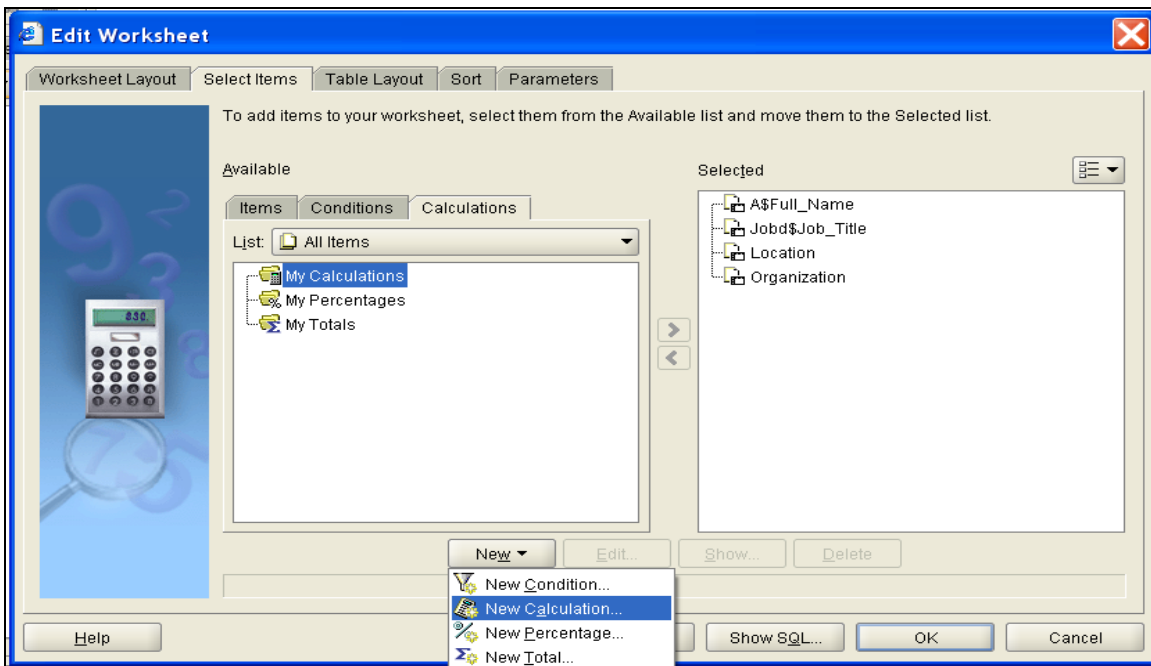 Edit Worksheet
Worksheet Layout Select Items Table Layout Sort Parameters
To add items to your worksheet, select them from the Available list and move them to the Selected list.
Available
Selected
Items Conditions Calculations
List: All Items
My Calculations
My Percentages
My Totals
A$Full_Name
Jobd$Job_Title
Location
Organization
New Edit... Show... Delete
New Condition...
New Calculation...
New Percentage...
New Total...
Help Show SQL... OK Cancel